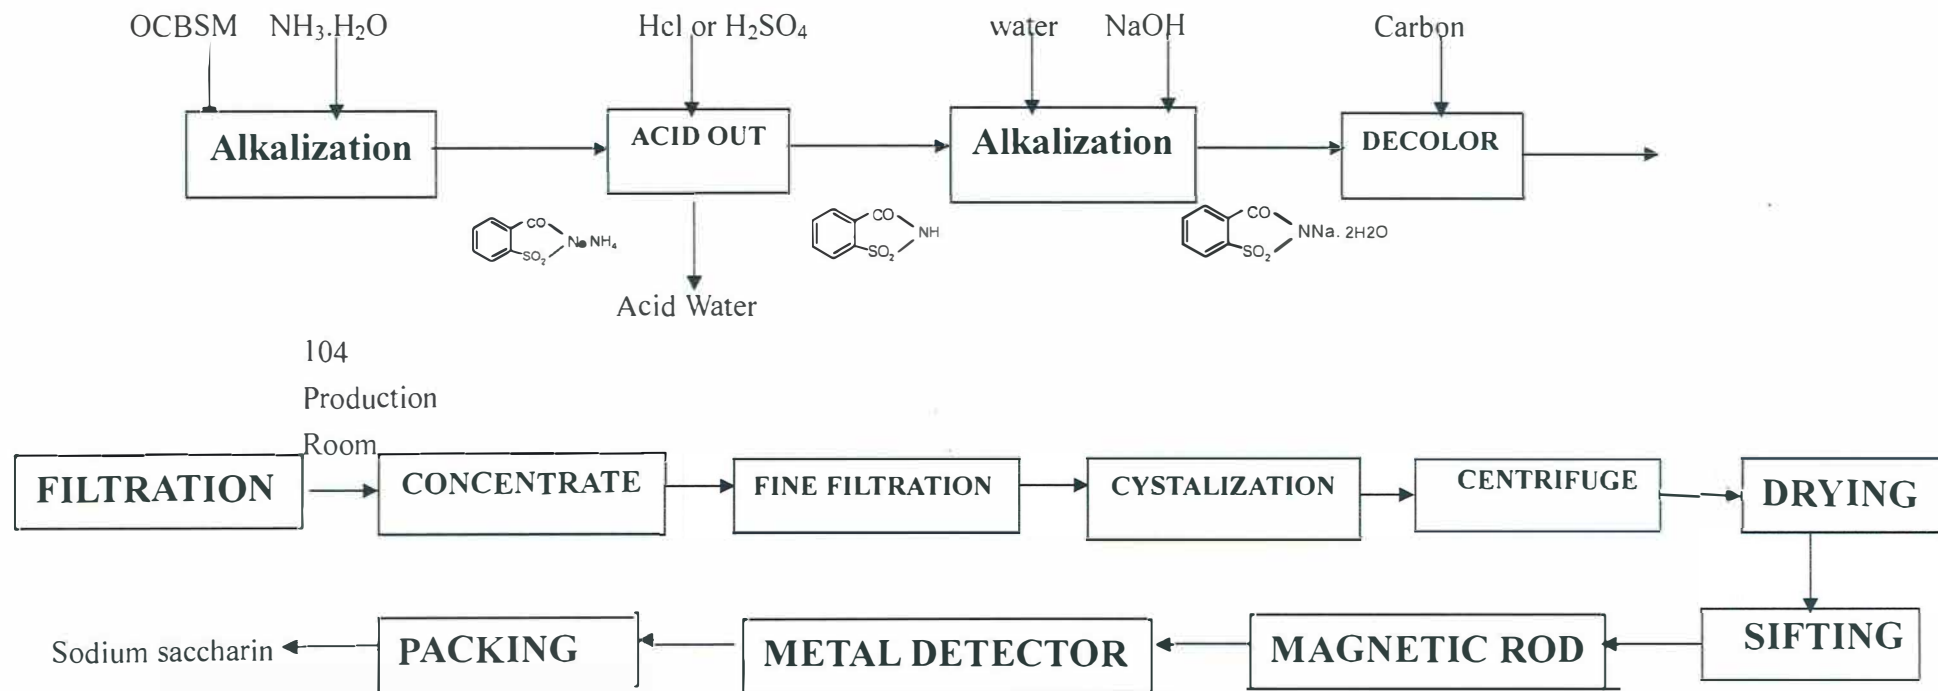 OCBSM NH₃.H₂O Hcl or H₂SO₄ water NaOH Carbon
Alkalization ACID OUT Alkalization DECOLOR
CO CO CO
N NH₄ NH NNa. 2H2O
SO₂ SO₂ SO₂
Acid Water
104
Production
Room
FILTRATION CONCENTRATE FINE FILTRATION CYSTALIZATION CENTRIFUGE DRYING
Sodium saccharin PACKING METAL DETECTOR MAGNETIC ROD SIFTING